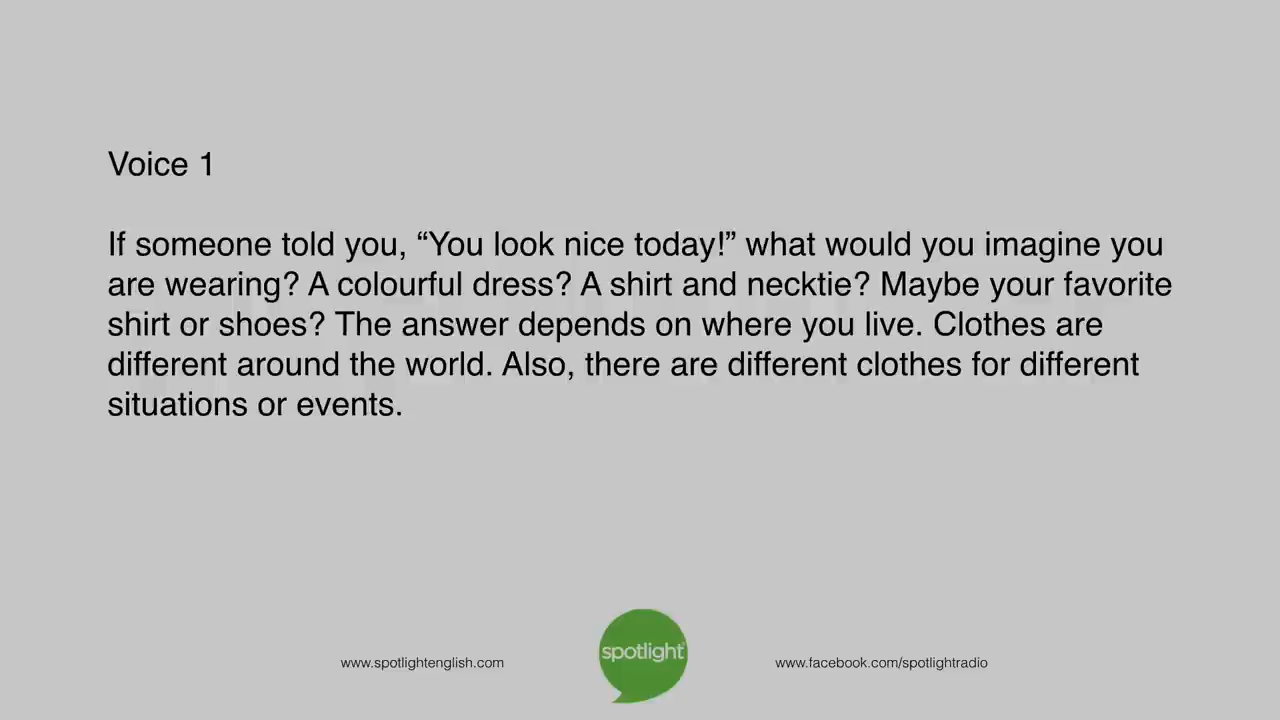 Voice 1
If someone told you, “You look nice today!” what would you imagine you
are wearing? A colourful dress? A shirt and necktie? Maybe your favorite
shirt or shoes? The answer depends on where you live. Clothes are
different around the world. Also, there are different clothes for different
situations or events.
www.spotlightenglish.com
spotlight
www.facebook.com/spotlightradio